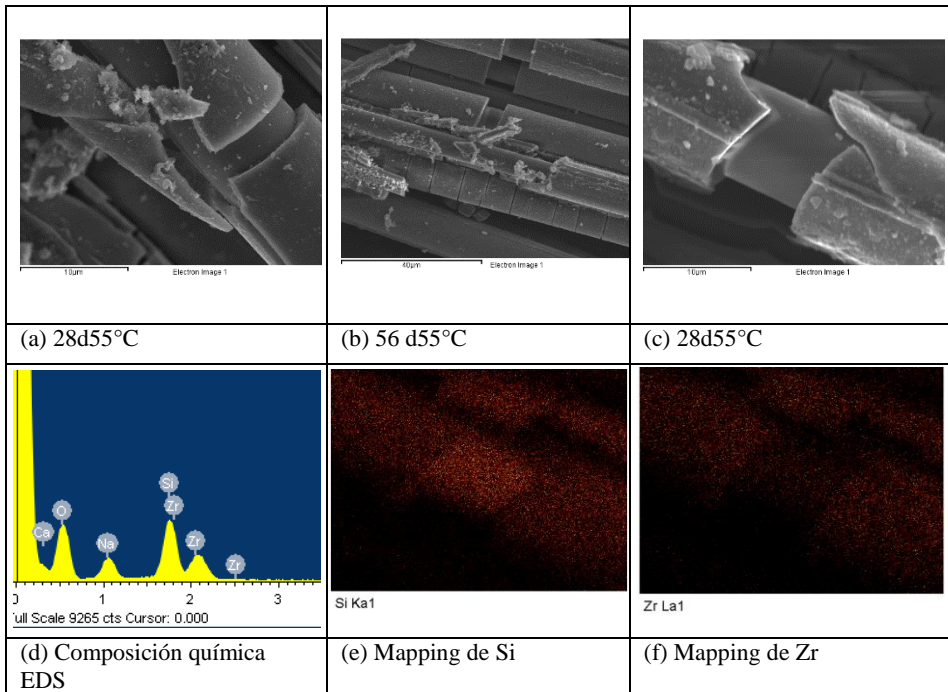 10µm
Electron Image 1
40µm
Electron Image 1
10µm
Electron Image 1
(a) 28d55°C
(b) 56 d55°C
(c) 28d55°C
Ca
O
Na
Si
Zr
Zr
Zr
0 1 2 3
ull Scale 9265 cts Cursor: 0.000
Si Ka1
Zr La1
(d) Composición química
EDS
(e) Mapping de Si
(f) Mapping de Zr